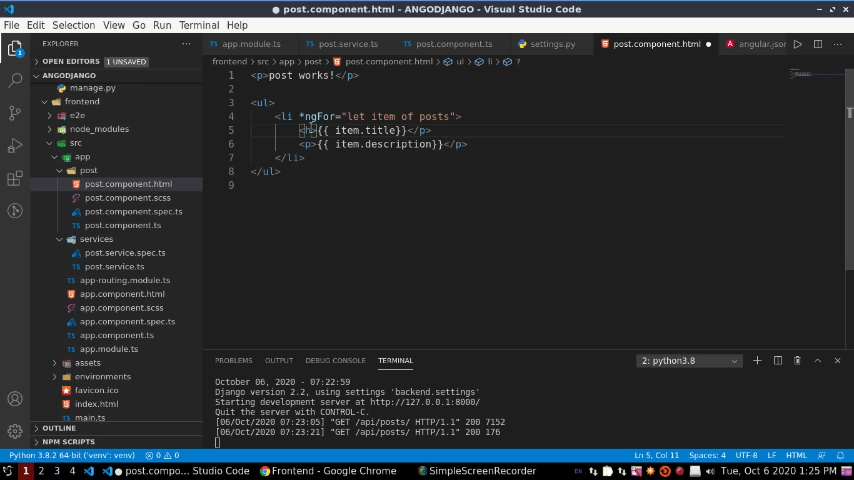 post.component.html - ANGODJANGO - Visual Studio Code
File Edit Selection View Go Run Terminal Help
EXPLORER
app.module.ts post.service.ts post.component.ts settings.py post.component.html angular.json
OPEN EDITORS 1 UNSAVED
frontend > src > app > post > post.component.html > ul > li > ?
ANGODJANGO
manage.py
frontend
e2e
node_modules
src
app
post
post.component.html
post.component.scss
post.component.spec.ts
post.component.ts
services
post.service.spec.ts
post.service.ts
app-routing.module.ts
app.component.html
app.component.scss
app.component.spec.ts
app.component.ts
app.module.ts
assets
environments
favicon.ico
index.html
main.ts
OUTLINE
NPM SCRIPTS
1 <p>post works!</p>
2
3 <ul>
4 <li *ngFor="let item of posts">
5 <h>{{ item.title}}</p>
6 <p>{{ item.description}}</p>
7 </li>
8 </ul>
9
PROBLEMS OUTPUT DEBUG CONSOLE TERMINAL 2: python3.8
October 06, 2020 - 07:22:59
Django version 2.2, using settings 'backend.settings'
Starting development server at http://127.0.0.1:8000/
Quit the server with CONTROL-C.
[06/Oct/2020 07:23:05] "GET /api/posts/ HTTP/1.1" 200 7152
[06/Oct/2020 07:23:21] "GET /api/posts/ HTTP/1.1" 200 176
Python 3.8.2 64-bit ('venv': venv) 0 0 Ln 5, Col 11 Spaces: 4 UTF-8 LF HTML
1 2 3 4 post.compo... Studio Code Frontend - Google Chrome SimpleScreenRecorder EN Tue, Oct 6 2020 1:25 PM